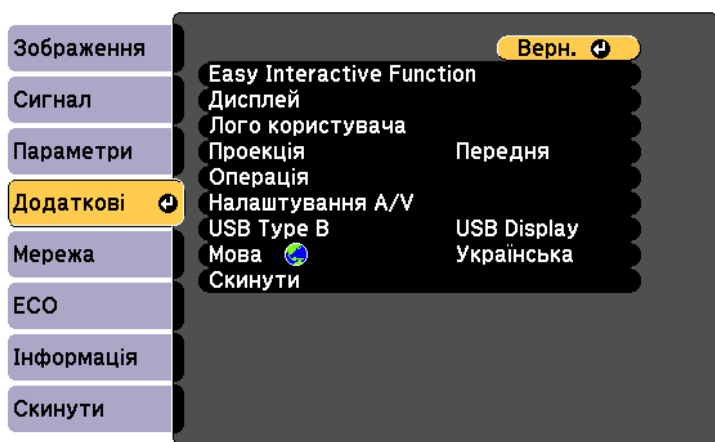 Зображення
Сигнал
Параметри
Додаткові
Мережа
ECO
Інформація
Скинути
Верн.
Easy Interactive Function
Дисплей
Лого користувача
Проекція Передня
Операція
Налаштування A/V
USB Type B USB Display
Мова Українська
Скинути